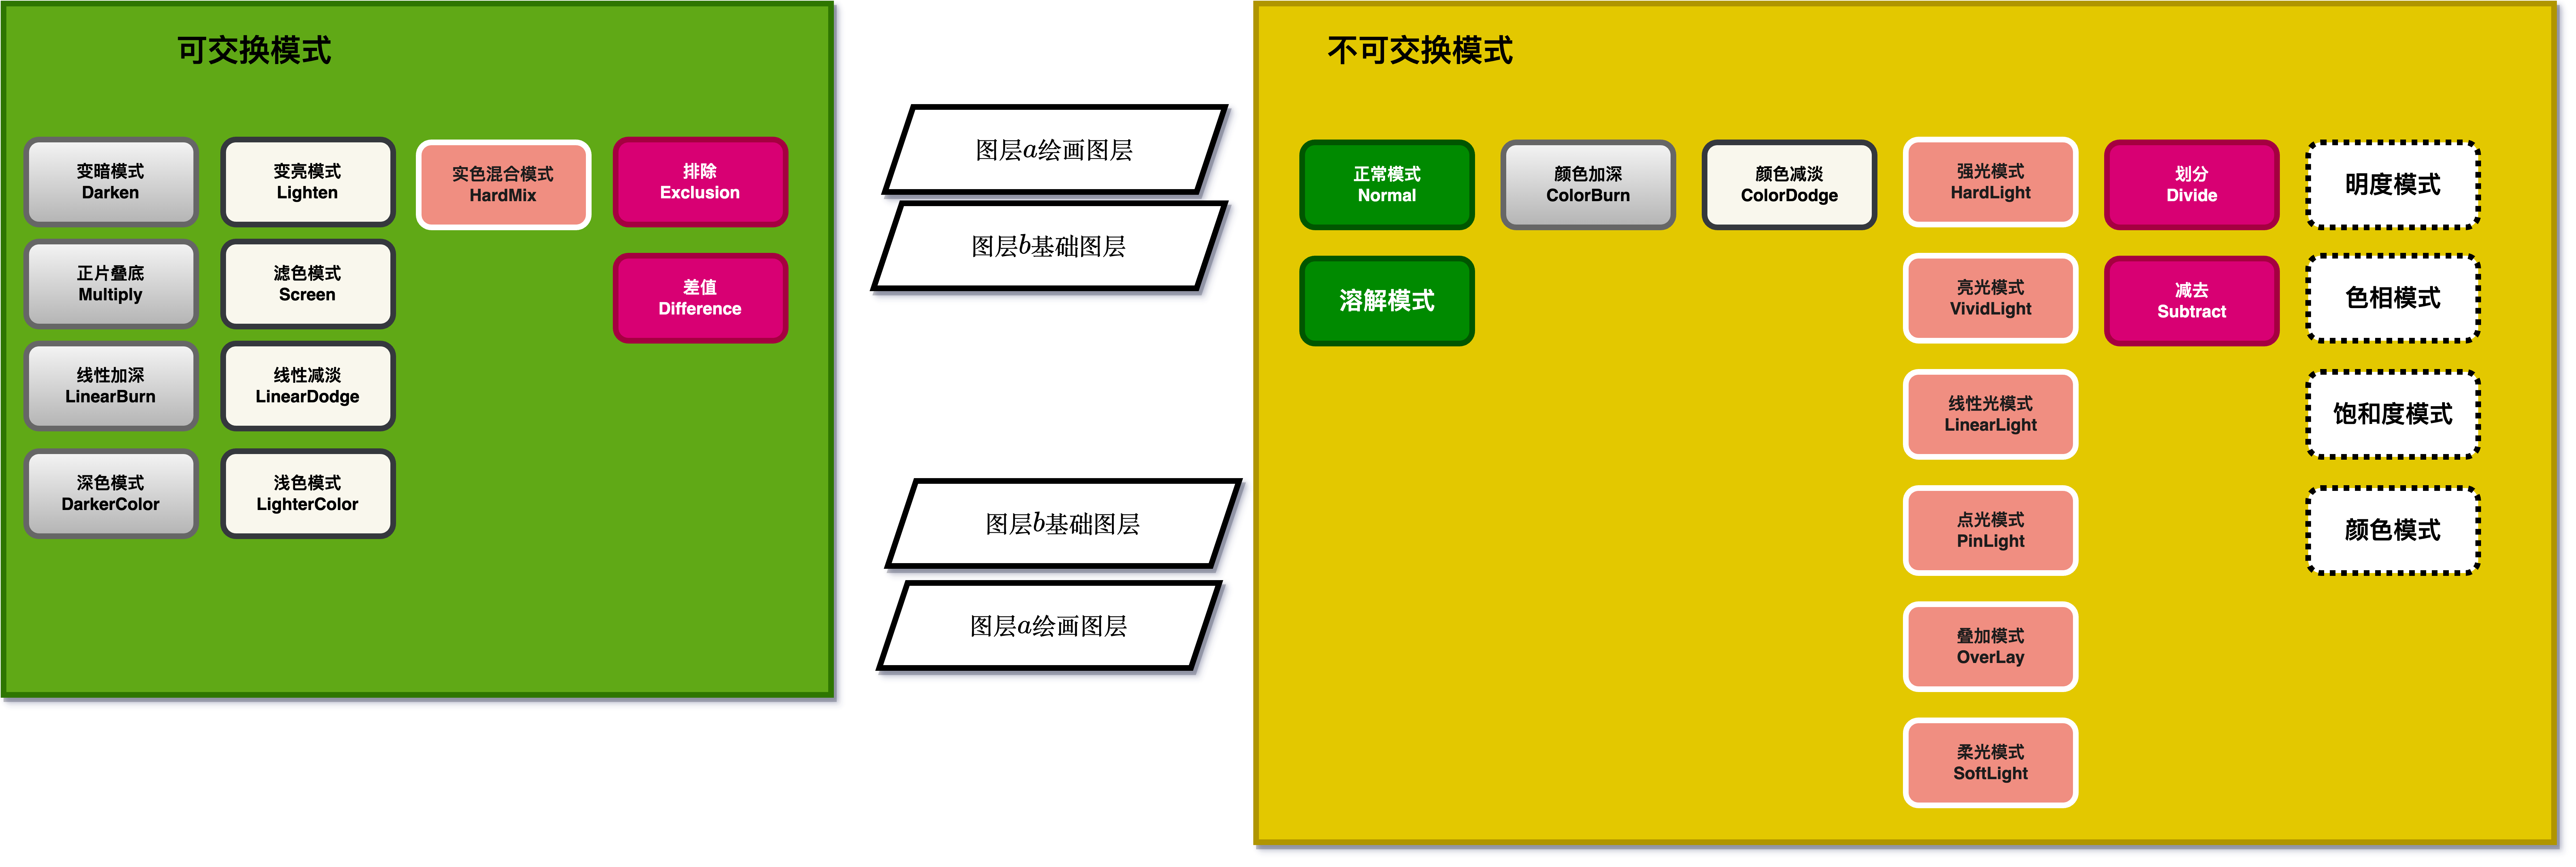 可交换模式
变暗模式
Darken
正片叠底
Multiply
线性加深
LinearBurn
深色模式
DarkerColor
变亮模式
Lighten
滤色模式
Screen
线性减淡
LinearDodge
浅色模式
LighterColor
实色混合模式
HardMix
排除
Exclusion
差值
Difference
图层a绘画图层
图层b基础图层
图层b基础图层
图层a绘画图层
不可交换模式
正常模式
Normal
溶解模式
颜色加深
ColorBurn
颜色减淡
ColorDodge
强光模式
HardLight
亮光模式
VividLight
线性光模式
LinearLight
点光模式
PinLight
叠加模式
OverLay
柔光模式
SoftLight
划分
Divide
减去
Subtract
明度模式
色相模式
饱和度模式
颜色模式